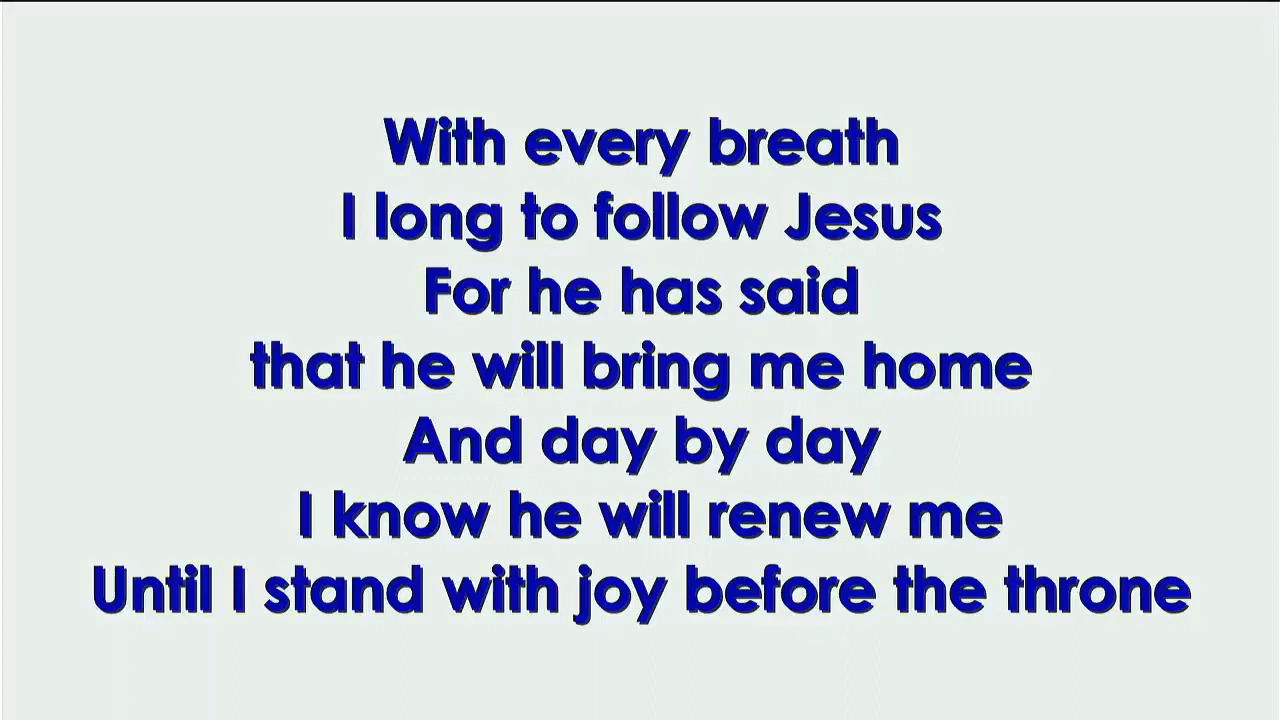 With every breath
I long to follow Jesus
For he has said
that he will bring me home
And day by day
I know he will renew me
Until I stand with joy before the throne